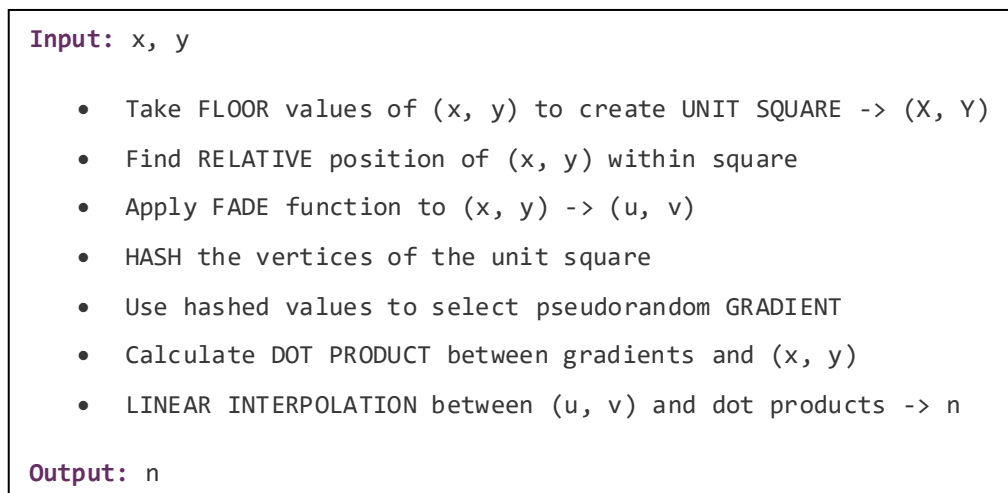 Input: x, y
• Take FLOOR values of (x, y) to create UNIT SQUARE -> (X, Y)
• Find RELATIVE position of (x, y) within square
• Apply FADE function to (x, y) -> (u, v)
• HASH the vertices of the unit square
• Use hashed values to select pseudorandom GRADIENT
• Calculate DOT PRODUCT between gradients and (x, y)
• LINEAR INTERPOLATION between (u, v) and dot products -> n
Output: n